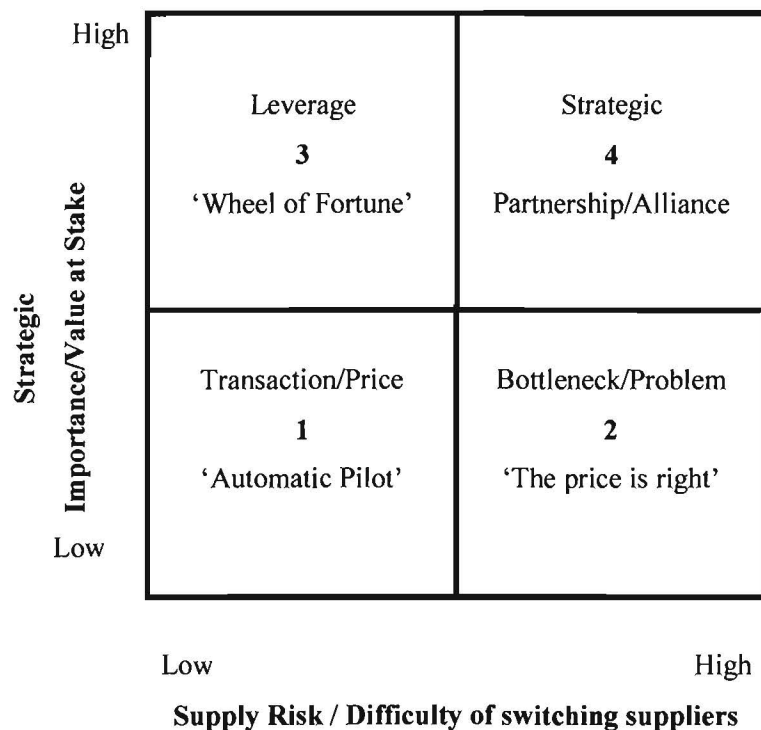 High
Leverage
3
‘Wheel of Fortune’
Strategic
4
Partnership/Alliance
Strategic
Importance/Value at Stake
Transaction/Price
1
‘Automatic Pilot’
Bottleneck/Problem
2
‘The price is right’
Low
Low
High
Supply Risk / Difficulty of switching suppliers